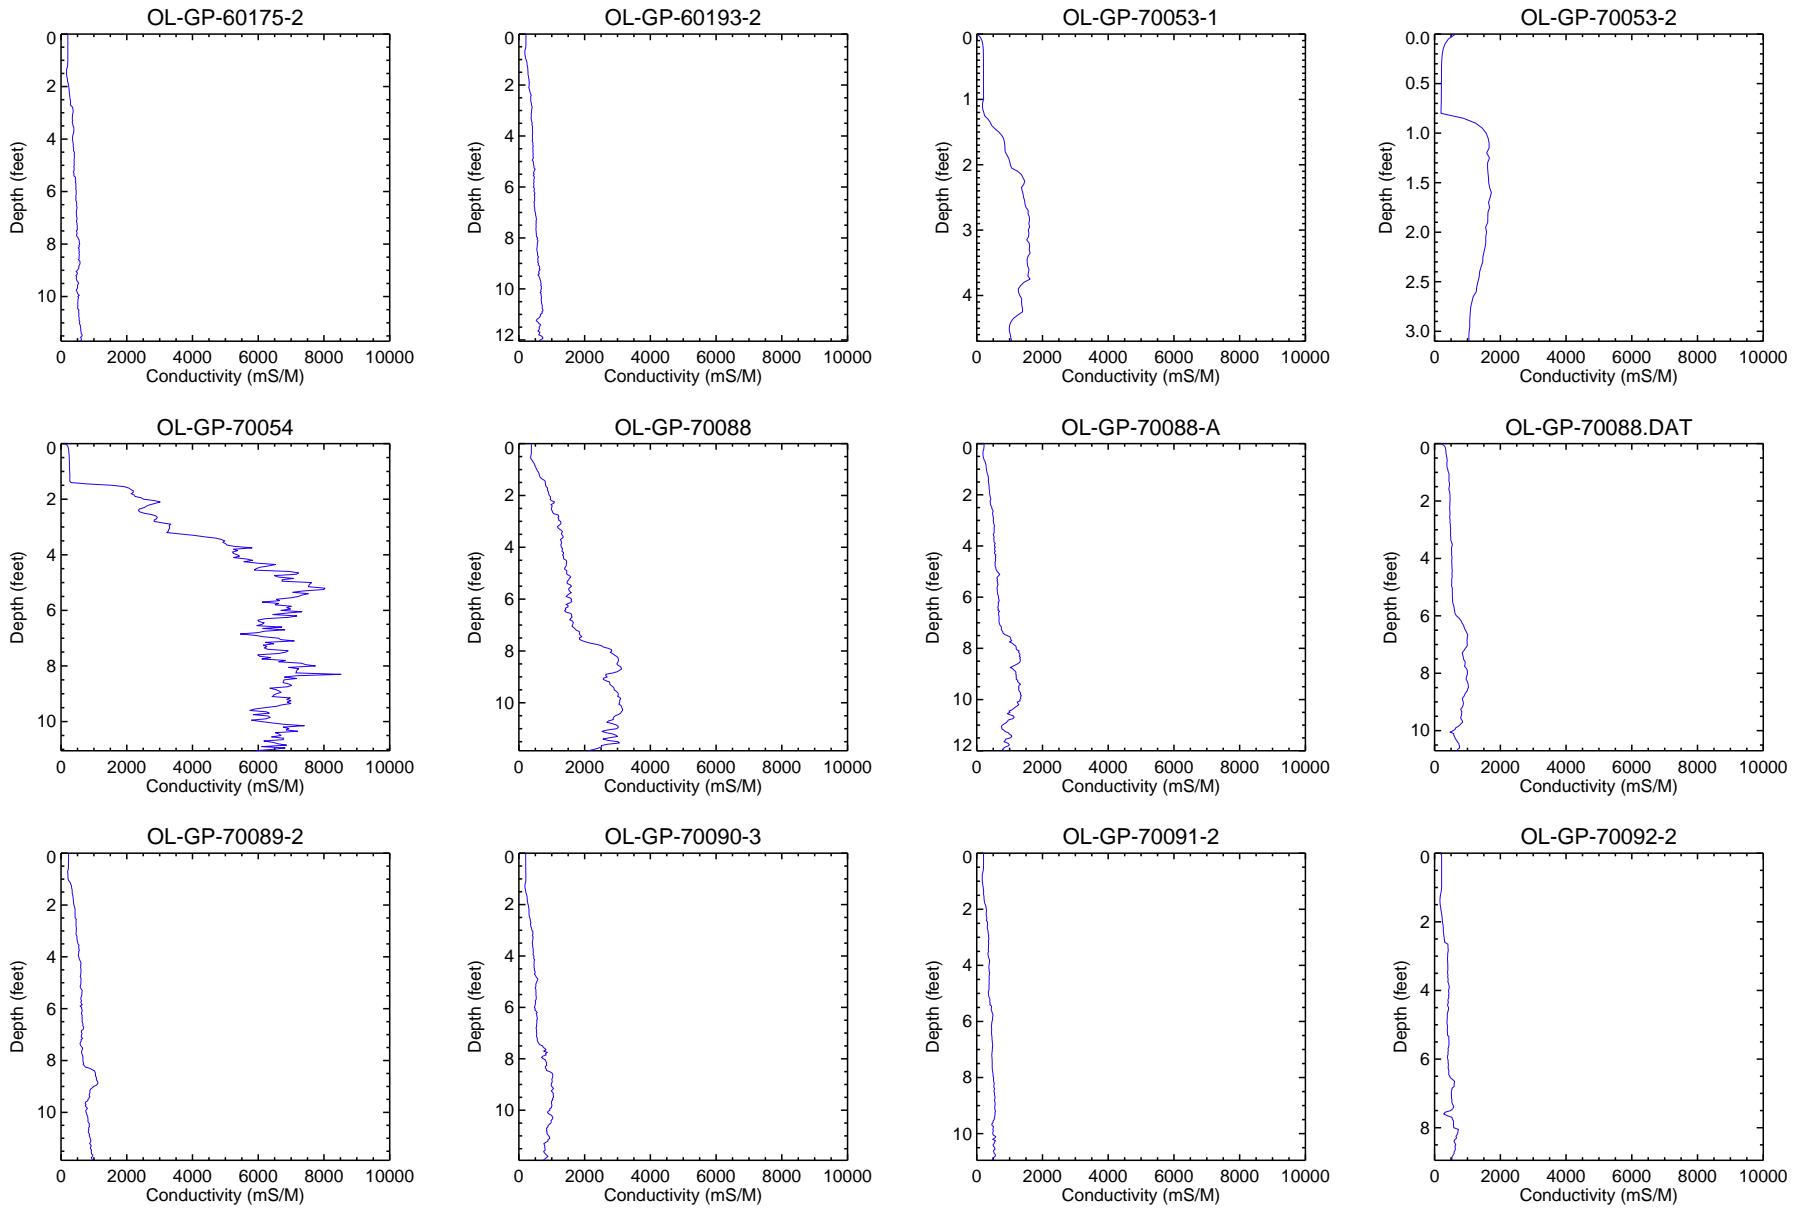 OL-GP-60175-2
0
2
4
6
8
10
Depth (feet)
0 2000 4000 6000 8000 10000
Conductivity (mS/M)
OL-GP-60193-2
0
2
4
6
8
10
12
Depth (feet)
0 2000 4000 6000 8000 10000
Conductivity (mS/M)
OL-GP-70053-1
0
1
2
3
4
Depth (feet)
0 2000 4000 6000 8000 10000
Conductivity (mS/M)
OL-GP-70053-2
0.0
0.5
1.0
1.5
2.0
2.5
3.0
Depth (feet)
0 2000 4000 6000 8000 10000
Conductivity (mS/M)
OL-GP-70054
0
2
4
6
8
10
Depth (feet)
0 2000 4000 6000 8000 10000
Conductivity (mS/M)
OL-GP-70088
0
2
4
6
8
10
Depth (feet)
0 2000 4000 6000 8000 10000
Conductivity (mS/M)
OL-GP-70088-A
0
2
4
6
8
10
12
Depth (feet)
0 2000 4000 6000 8000 10000
Conductivity (mS/M)
OL-GP-70088.DAT
0
2
4
6
8
10
Depth (feet)
0 2000 4000 6000 8000 10000
Conductivity (mS/M)
OL-GP-70089-2
0
2
4
6
8
10
Depth (feet)
0 2000 4000 6000 8000 10000
Conductivity (mS/M)
OL-GP-70090-3
0
2
4
6
8
10
Depth (feet)
0 2000 4000 6000 8000 10000
Conductivity (mS/M)
OL-GP-70091-2
0
2
4
6
8
10
Depth (feet)
0 2000 4000 6000 8000 10000
Conductivity (mS/M)
OL-GP-70092-2
0
2
4
6
8
Depth (feet)
0 2000 4000 6000 8000 10000
Conductivity (mS/M)